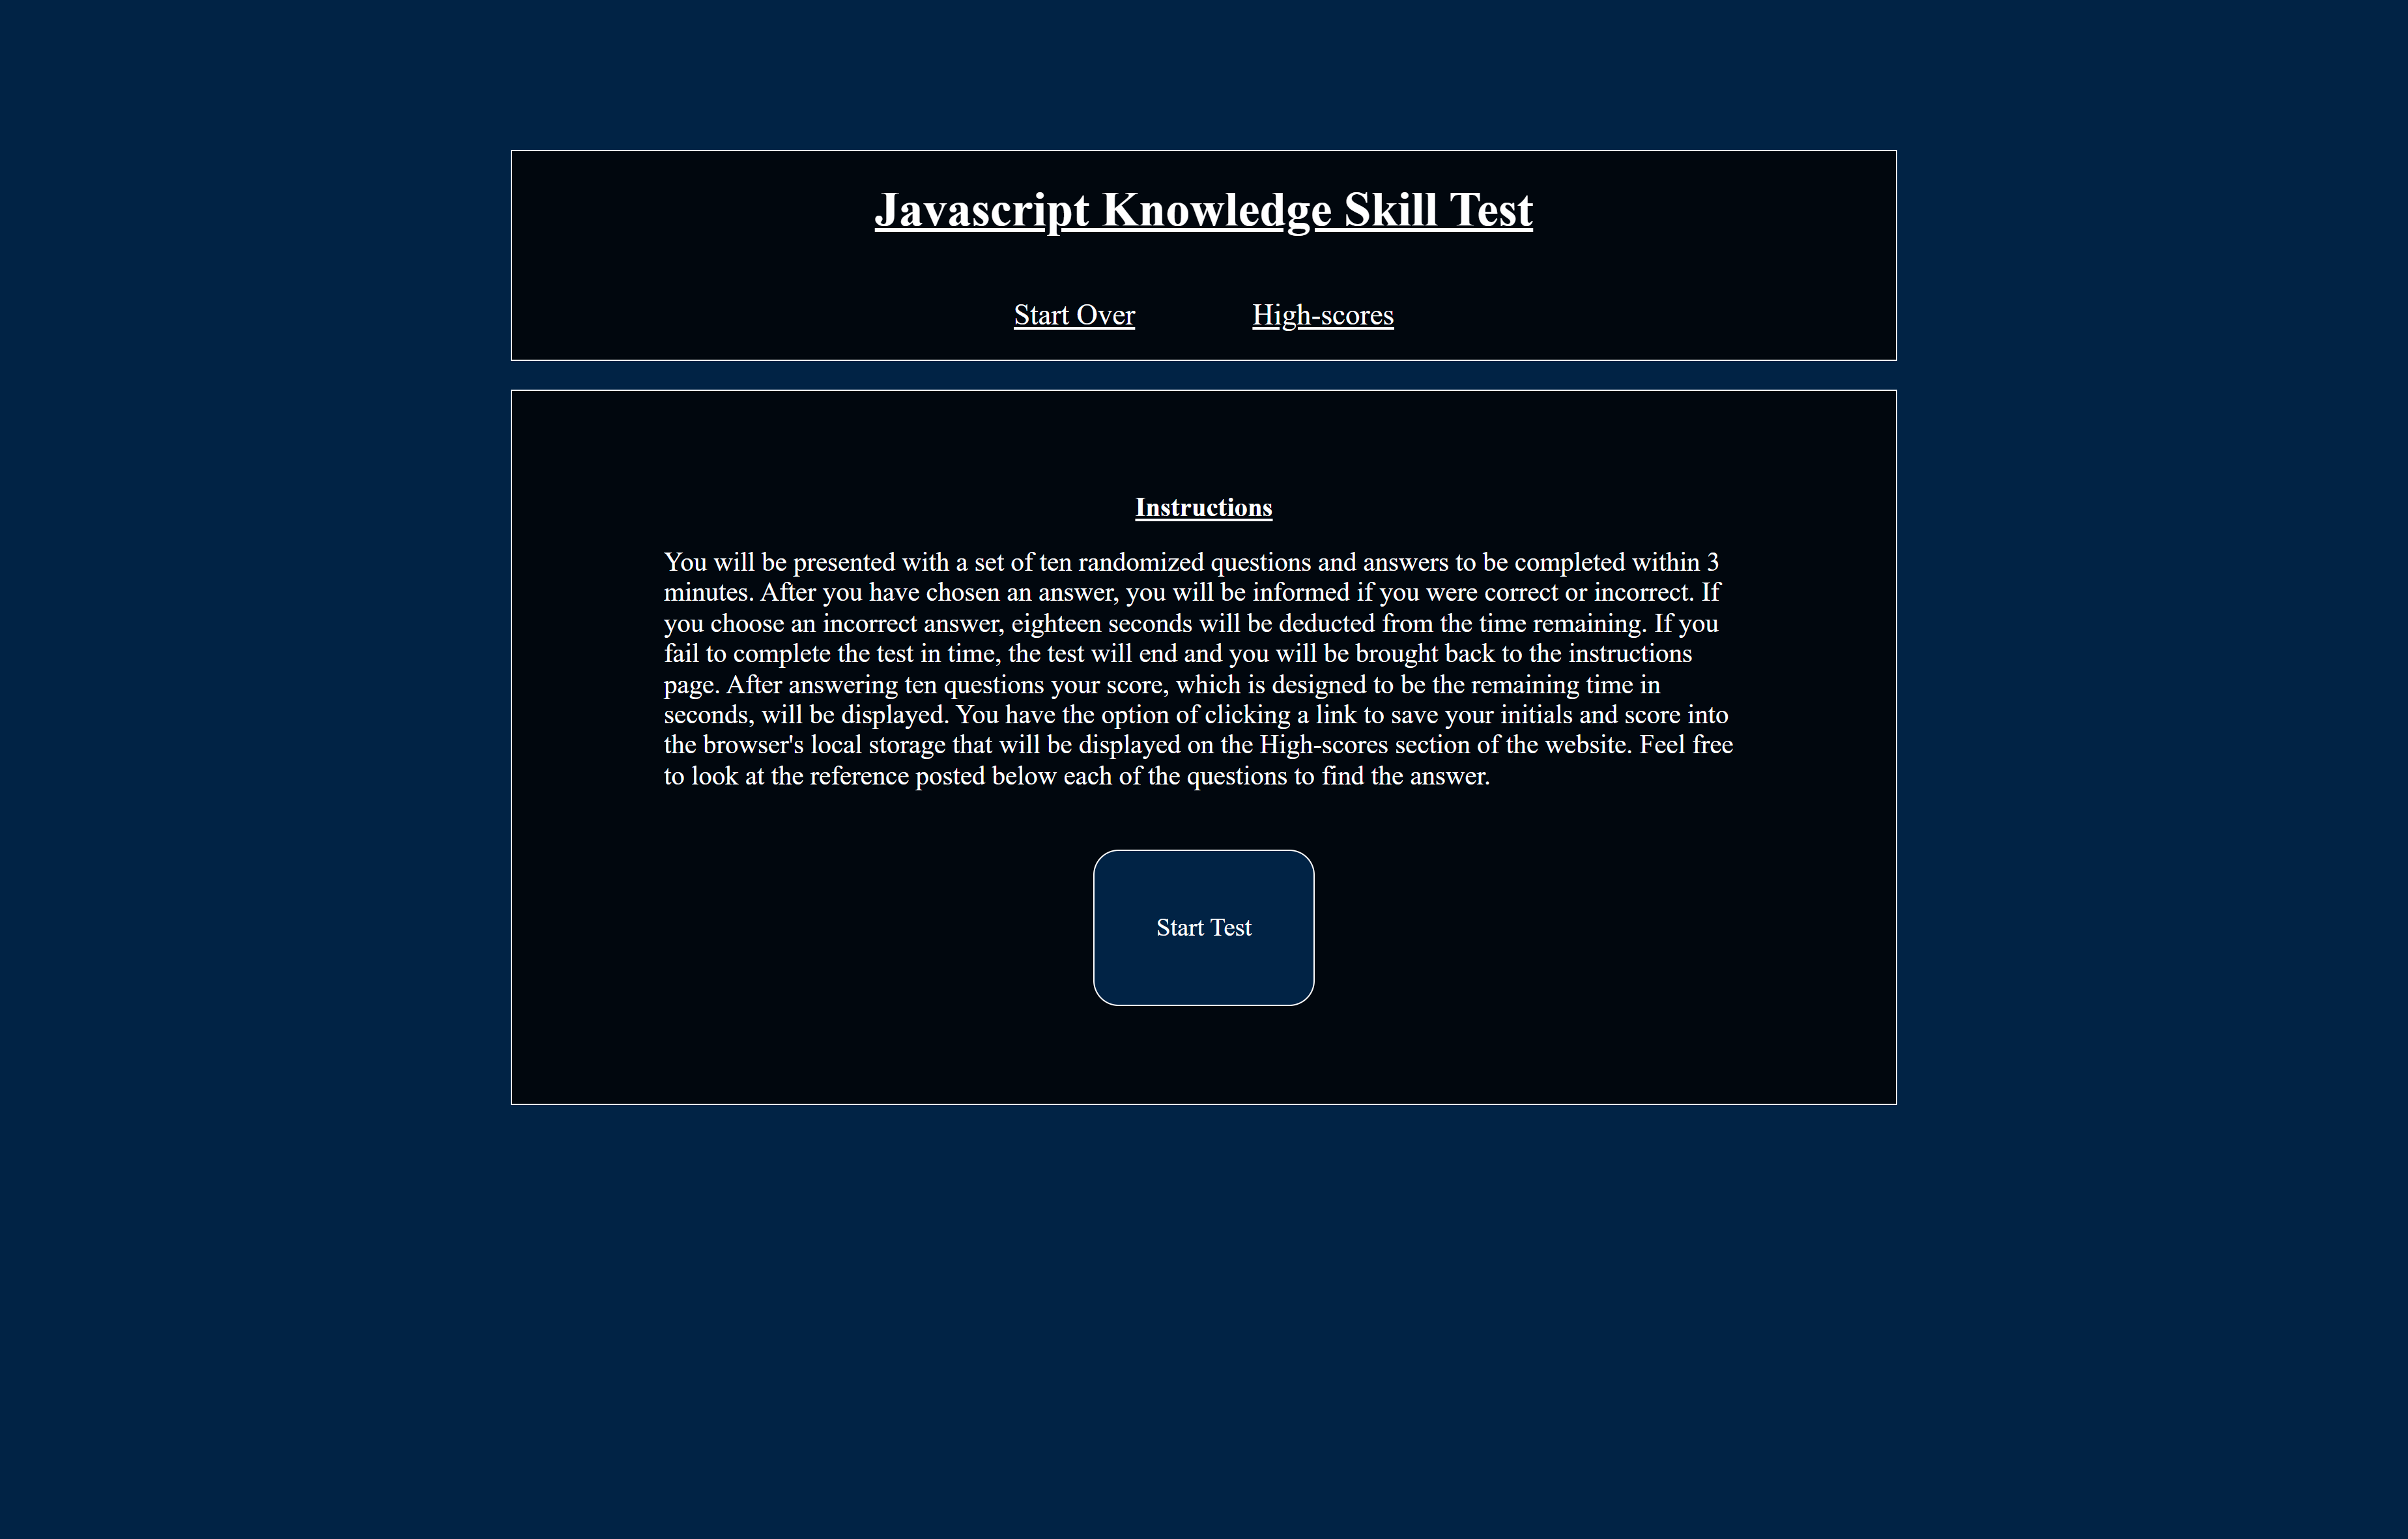 Javascript Knowledge Skill Test
Start Over High-scores
Instructions
You will be presented with a set of ten randomized questions and answers to be completed within 3
minutes. After you have chosen an answer, you will be informed if you were correct or incorrect. If
you choose an incorrect answer, eighteen seconds will be deducted from the time remaining. If you
fail to complete the test in time, the test will end and you will be brought back to the instructions
page. After answering ten questions your score, which is designed to be the remaining time in
seconds, will be displayed. You have the option of clicking a link to save your initials and score into
the browser's local storage that will be displayed on the High-scores section of the website. Feel free
to look at the reference posted below each of the questions to find the answer.
Start Test